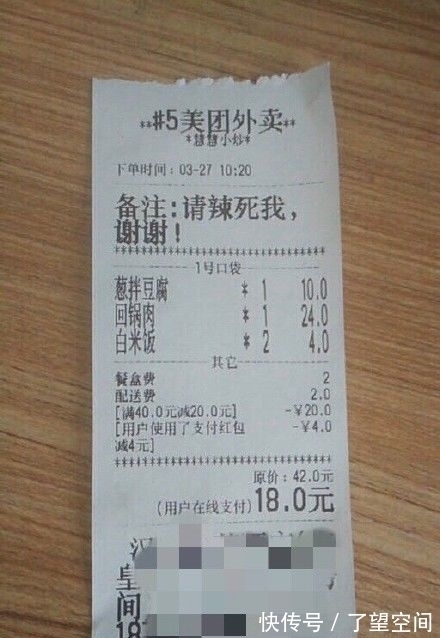 **#5美团外卖**
*慧慧小炒*
下单时间：03-27 10:20
备注:请辣死我，
谢谢！
1号口袋
葱拌豆腐 * 1 10.0
回锅肉 * 1 24.0
白米饭 * 2 4.0
其它
餐盒费 2
配送费 2.0
[满40.0元减20.0元] -￥20.0
[用户使用了支付红包 -￥4.0
减4元]
原价：42.0元
(用户在线支付)18.0元
皇
间
18
快传号 / 了望空间